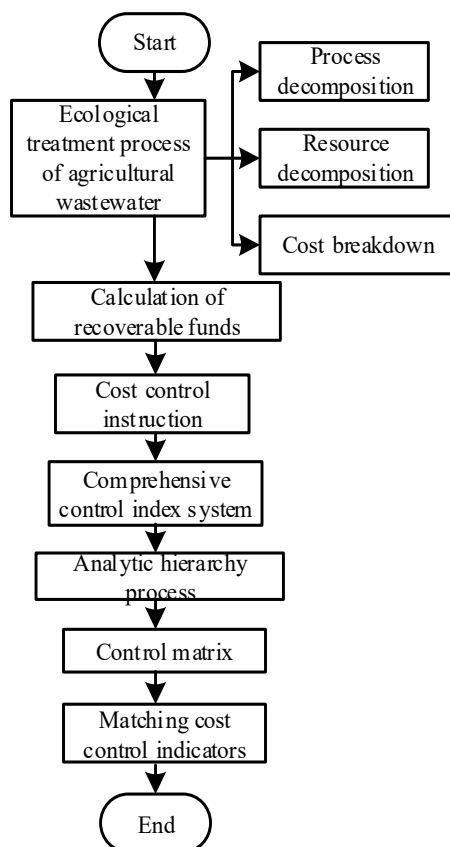 Start
Process
decomposition
Ecological
treatment process
of agricultural
wastewater
Resource
decomposition
Cost breakdown
Calculation of
recoverable funds
Cost control
instruction
Comprehensive
control index system
Analytic hierarchy
process
Control matrix
Matching cost
control indicators
End